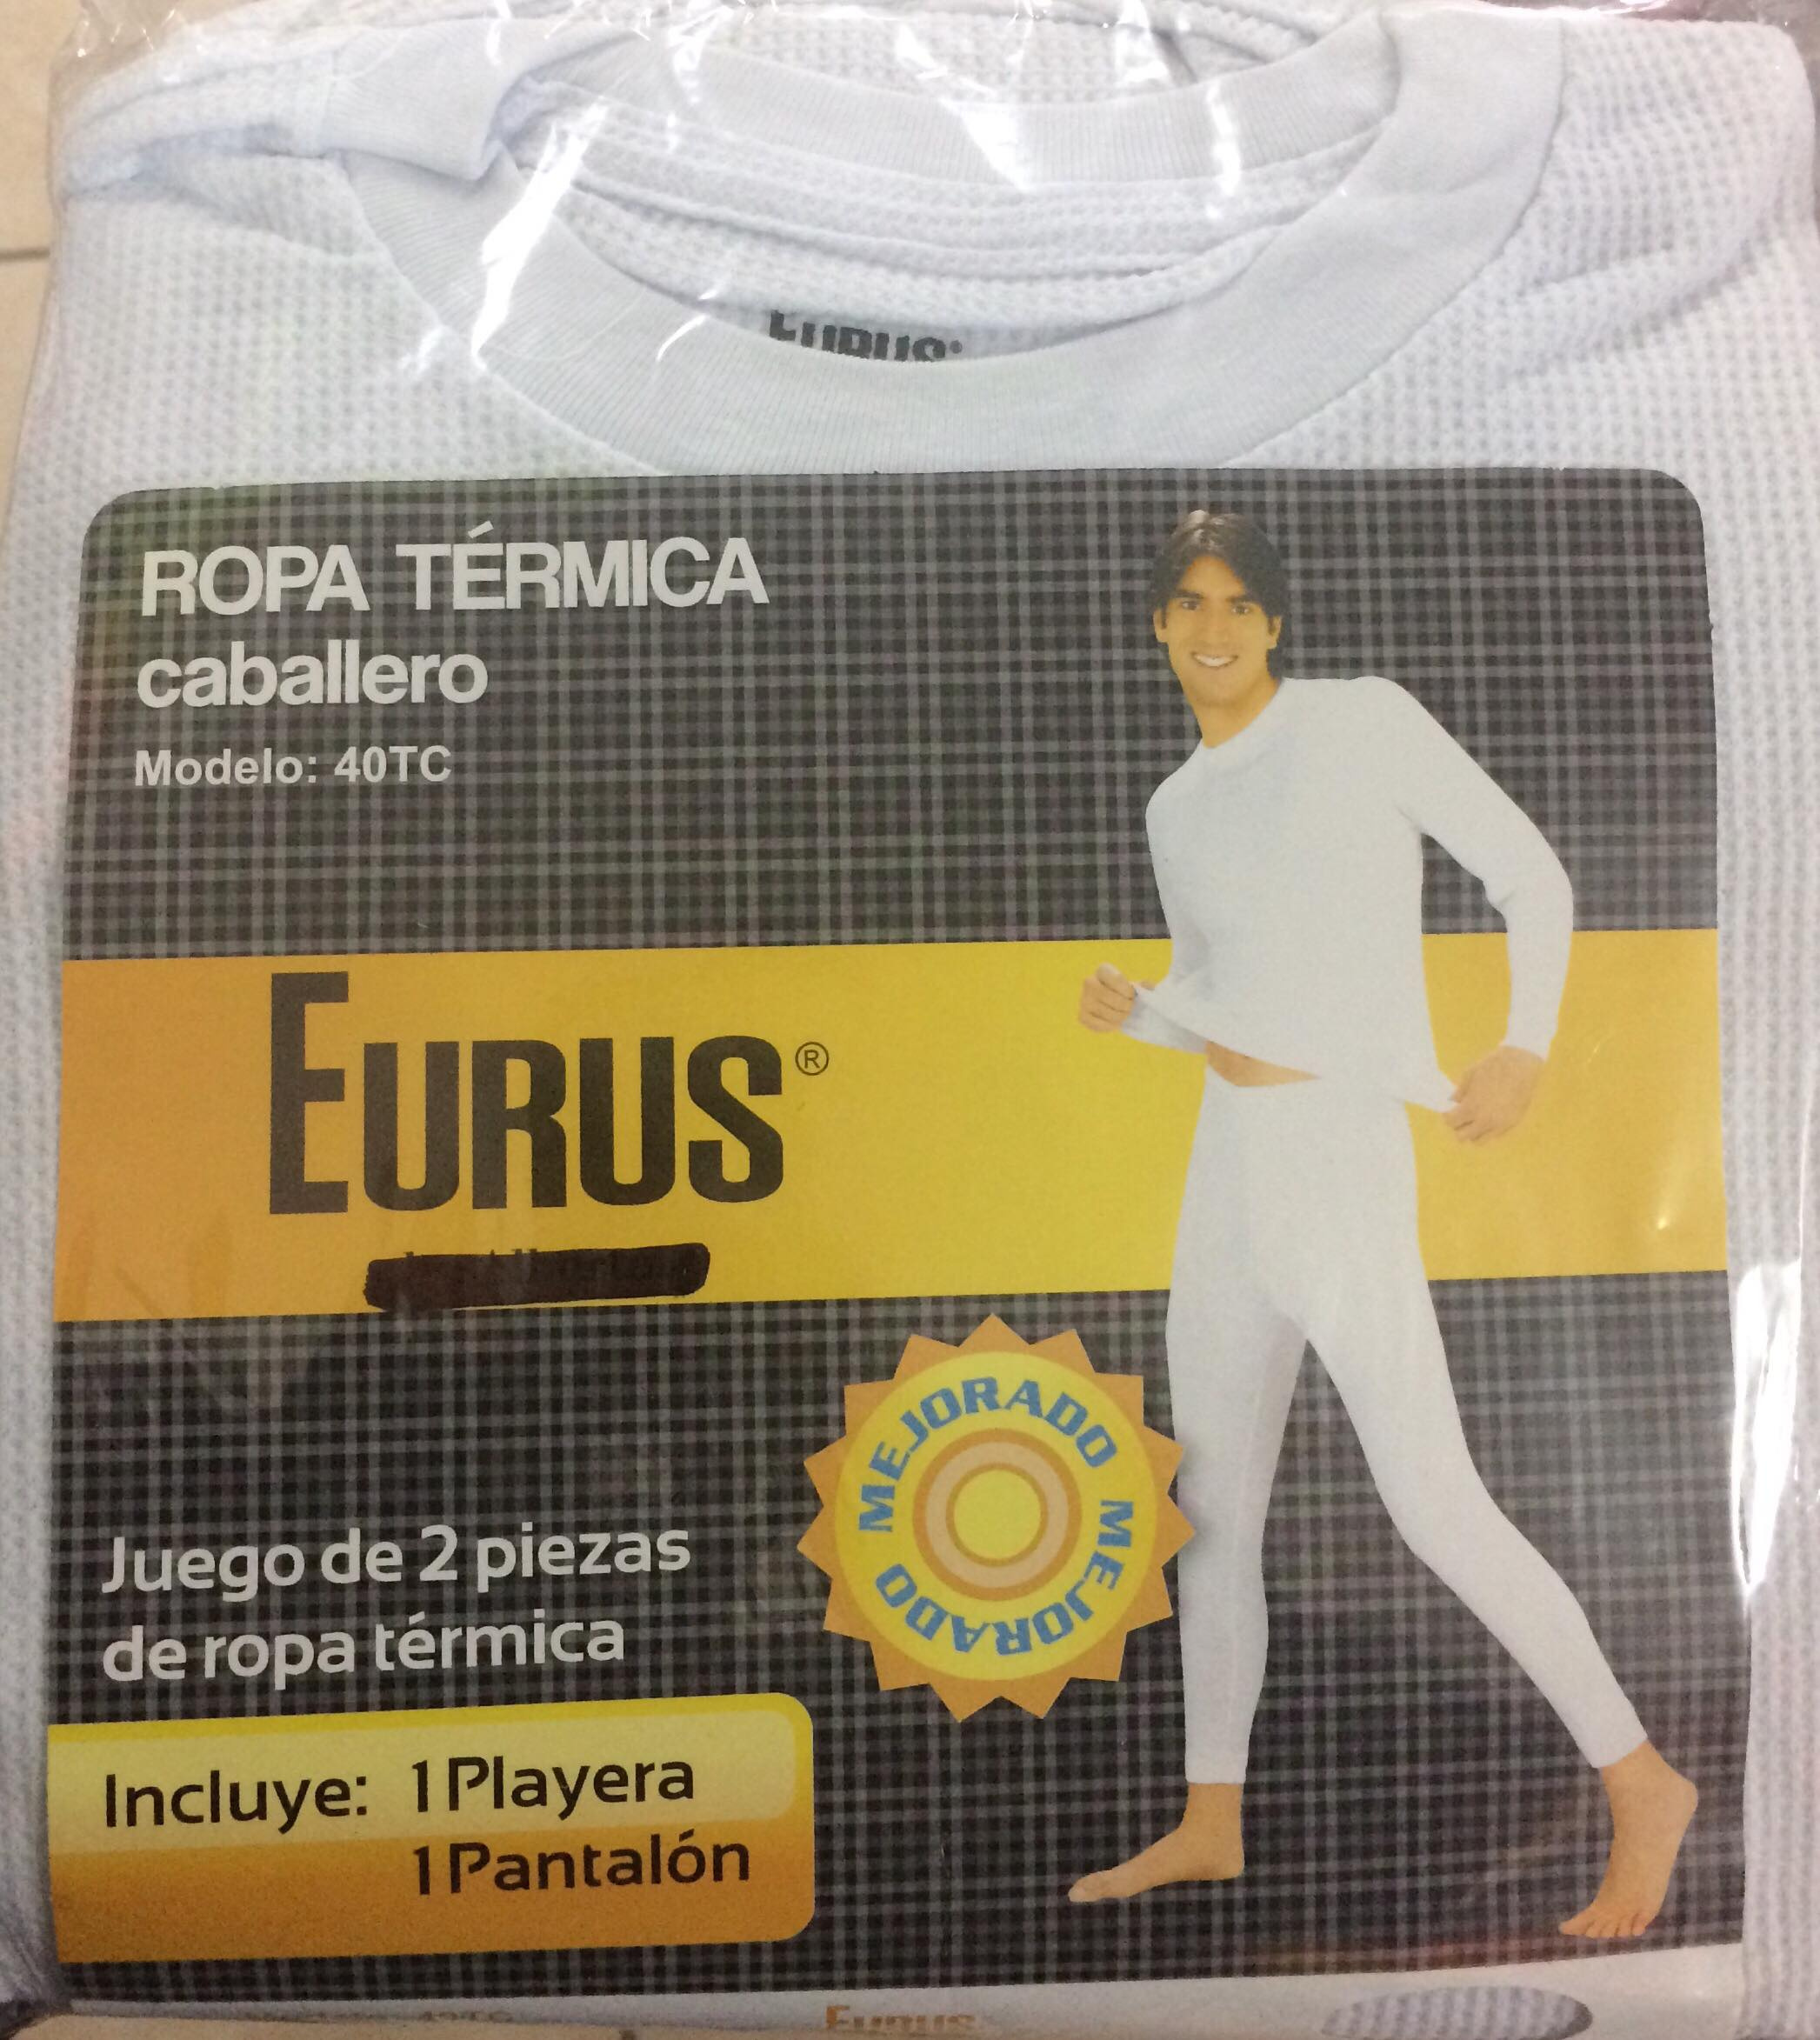 EURUS
ROPA TÉRMICA
caballero
Modelo: 40TC
EURUS®
MEJORADO MEJORADO
Juego de 2 piezas
de ropa térmica
Incluye: 1 Playera
1 Pantalón
EURUS